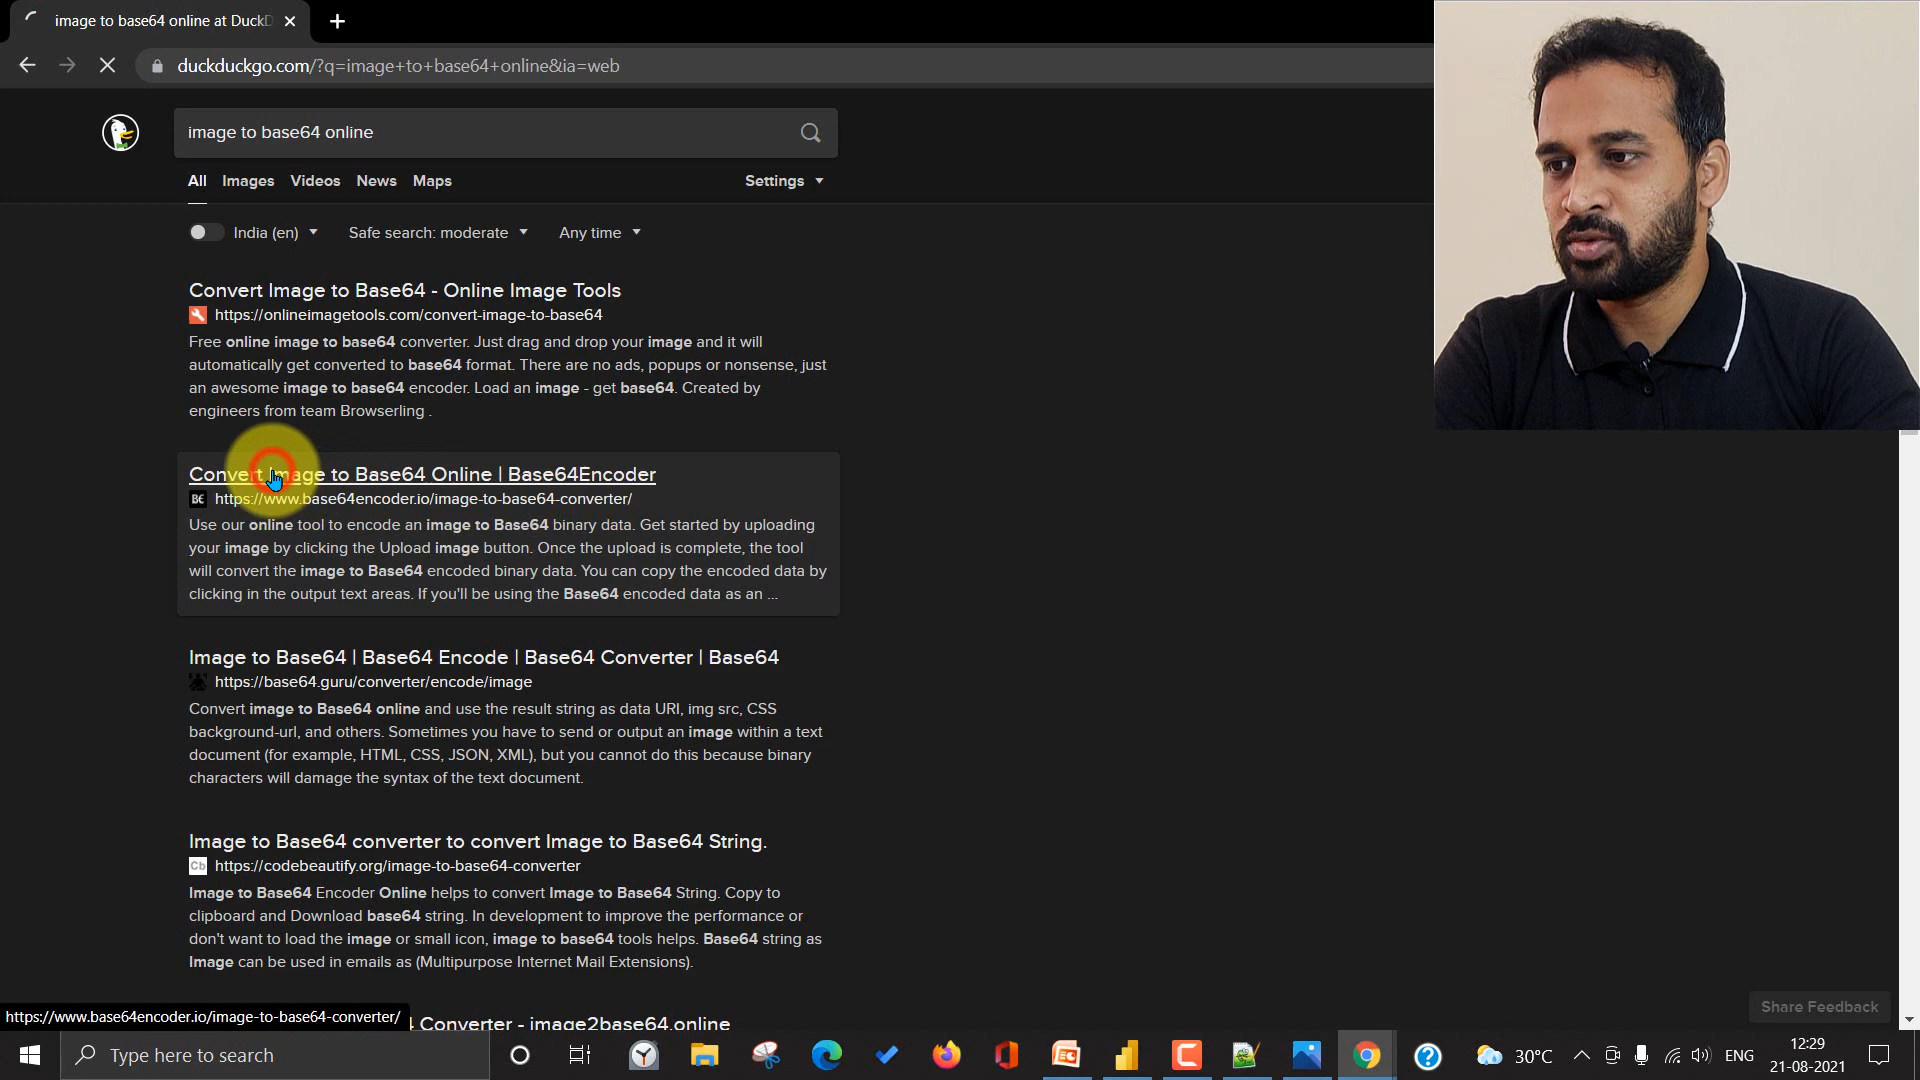 image to base64 online at DuckD
duckduckgo.com/?q=image+to+base64+online&ia=web
image to base64 online
All Images Videos News Maps Settings
India (en) Safe search: moderate Any time
Convert Image to Base64 - Online Image Tools
https://onlineimagetools.com/convert-image-to-base64
Free online image to base64 converter. Just drag and drop your image and it will
automatically get converted to base64 format. There are no ads, popups or nonsense, just
an awesome image to base64 encoder. Load an image - get base64. Created by
engineers from team Browserling .
Convert Image to Base64 Online | Base64Encoder
BE https://www.base64encoder.io/image-to-base64-converter/
Use our online tool to encode an image to Base64 binary data. Get started by uploading
your image by clicking the Upload image button. Once the upload is complete, the tool
will convert the image to Base64 encoded binary data. You can copy the encoded data by
clicking in the output text areas. If you'll be using the Base64 encoded data as an ...
Image to Base64 | Base64 Encode | Base64 Converter | Base64
https://base64.guru/converter/encode/image
Convert image to Base64 online and use the result string as data URI, img src, CSS
background-url, and others. Sometimes you have to send or output an image within a text
document (for example, HTML, CSS, JSON, XML), but you cannot do this because binary
characters will damage the syntax of the text document.
Image to Base64 converter to convert Image to Base64 String.
Cb https://codebeautify.org/image-to-base64-converter
Image to Base64 Encoder Online helps to convert Image to Base64 String. Copy to
clipboard and Download base64 string. In development to improve the performance or
don't want to load the image or small icon, image to base64 tools helps. Base64 string as
Image can be used in emails as (Multipurpose Internet Mail Extensions).
Share Feedback
https://www.base64encoder.io/image-to-base64-converter/
4 Converter - image2base64.online
Type here to search
30°C ENG
12:29
21-08-2021